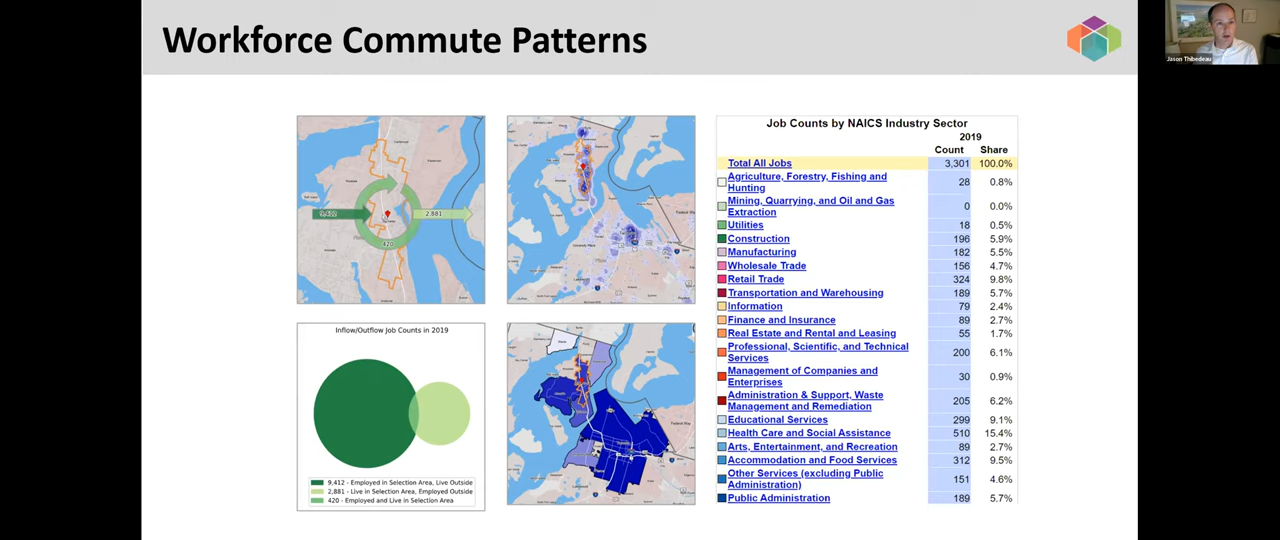 Workforce Commute Patterns
Jason Thibedeau
9,412
2,881
420
Inflow/Outflow Job Counts in 2019
9,412 - Employed in Selection Area, Live Outside
2,881 - Live in Selection Area, Employed Outside
420 - Employed and Live in Selection Area
Job Counts by NAICS Industry Sector
2019
Count Share
Total All Jobs 3,301 100.0%
Agriculture, Forestry, Fishing and
Hunting 28 0.8%
Mining, Quarrying, and Oil and Gas
Extraction 0 0.0%
Utilities 18 0.5%
Construction 196 5.9%
Manufacturing 182 5.5%
Wholesale Trade 156 4.7%
Retail Trade 324 9.8%
Transportation and Warehousing 189 5.7%
Information 79 2.4%
Finance and Insurance 89 2.7%
Real Estate and Rental and Leasing 55 1.7%
Professional, Scientific, and Technical
Services 200 6.1%
Management of Companies and
Enterprises 30 0.9%
Administration & Support, Waste
Management and Remediation 205 6.2%
Educational Services 299 9.1%
Health Care and Social Assistance 510 15.4%
Arts, Entertainment, and Recreation 89 2.7%
Accommodation and Food Services 312 9.5%
Other Services (excluding Public
Administration) 151 4.6%
Public Administration 189 5.7%